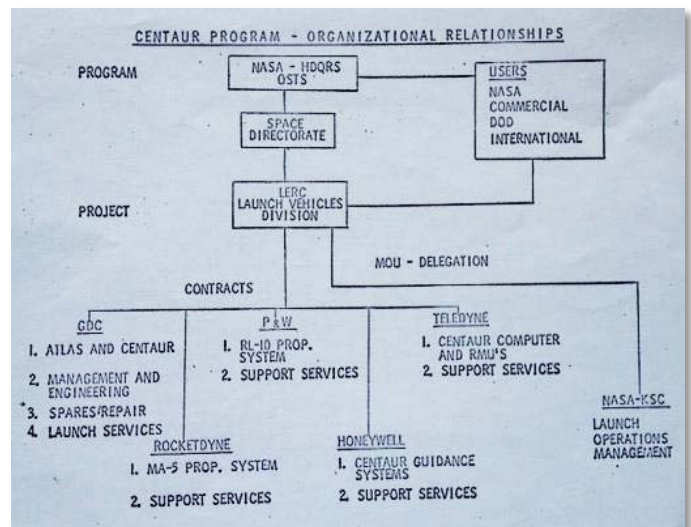 CENTAUR PROGRAM - ORGANIZATIONAL RELATIONSHIPS
PROGRAM
NASA - HDQRS
OSTS
USERS
NASA
COMMERCIAL
DOD
INTERNATIONAL
SPACE
DIRECTORATE
PROJECT
LERC
LAUNCH VEHICLES
DIVISION
MOU - DELEGATION
CONTRACTS
GDC
1. ATLAS AND CENTAUR
2. MANAGEMENT AND
ENGINEERING
3. SPARES/REPAIR
4. LAUNCH SERVICES
P&W
1. RL-10 PROP.
SYSTEM
2. SUPPORT SERVICES
TELEDYNE
1. CENTAUR COMPUTER
AND RMU'S
2. SUPPORT SERVICES
NASA-KSC
LAUNCH
OPERATIONS
MANAGEMENT
ROCKETDYNE
1. MA-5 PROP. SYSTEM
2. SUPPORT SERVICES
HONEYWELL
1. CENTAUR GUIDANCE
SYSTEMS
2. SUPPORT SERVICES